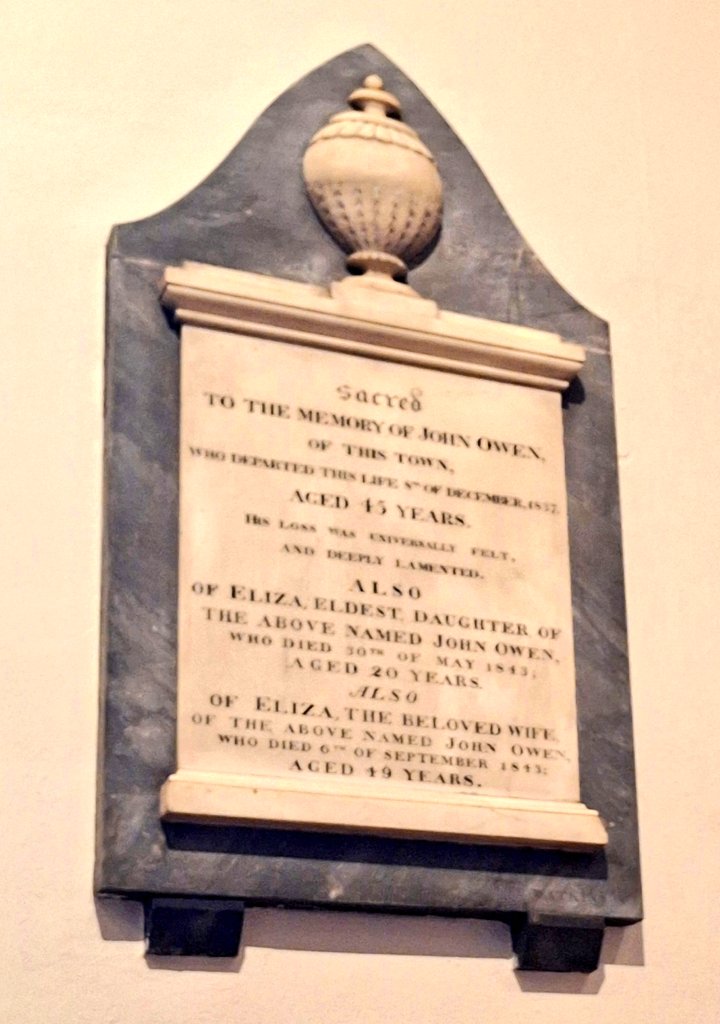 Sacred
TO THE MEMORY OF JOHN OWEN,
OF THIS TOWN,
WHO DEPARTED THIS LIFE 8TH OF DECEMBER, 1837,
AGED 45 YEARS.
HIS LOSS WAS UNIVERSALLY FELT,
AND DEEPLY LAMENTED.
ALSO
OF ELIZA, ELDEST DAUGHTER OF
THE ABOVE NAMED JOHN OWEN,
WHO DIED 30TH OF MAY 1843;
AGED 20 YEARS.
ALSO
OF ELIZA, THE BELOVED WIFE,
OF THE ABOVE NAMED JOHN OWEN,
WHO DIED 6TH OF SEPTEMBER 1843;
AGED 49 YEARS.